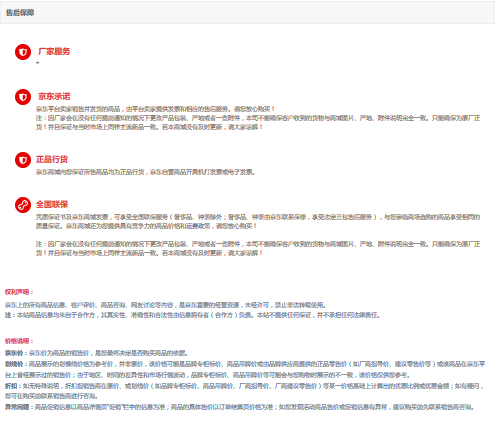 售后保障
厂家服务
京东承诺
京东平台卖家销售并发货的商品，由平台卖家提供发票和相应的售后服务。请您放心购买！
注：因厂家会在没有任何提前通知的情况下更改产品包装、产地或者一些附件，本司不能确保客户收到的货物与商城图片、产地、附件说明完全一致。只能确保为原厂正
货！并且保证与当时市场上同样主流新品一致。若本商城没有及时更新，请大家谅解！
正品行货
京东商城向您保证所售商品均为正品行货，京东自营商品开具机打发票或电子发票。
全国联保
凭质保证书及京东商城发票，可享受全国联保服务（奢侈品、钟表除外；奢侈品、钟表由京东联系保修，享受法定三包售后服务），与您亲临商场选购的商品享受相同的
质量保证。京东商城还为您提供具有竞争力的商品价格和运费政策，请您放心购买！
注：因厂家会在没有任何提前通知的情况下更改产品包装、产地或者一些附件，本司不能确保客户收到的货物与商城图片、产地、附件说明完全一致。只能确保为原厂正
货！并且保证与当时市场上同样主流新品一致。若本商城没有及时更新，请大家谅解！
权利声明：
京东上的所有商品信息、客户评价、商品咨询、网友讨论等内容，是京东重要的经营资源，未经许可，禁止非法转载使用。
注：本站商品信息均来自于合作方，其真实性、准确性和合法性由信息拥有者（合作方）负责。本站不提供任何保证，并不承担任何法律责任。
价格说明：
京东价：京东价为商品的销售价，是您最终决定是否购买商品的依据。
划线价：商品展示的划横线价格为参考价，并非原价，该价格可能是品牌专柜标价、商品吊牌价或由品牌供应商提供的正品零售价（如厂商指导价、建议零售价等）或该商品在京东平
台上曾经展示过的销售价；由于地区、时间的差异性和市场行情波动，品牌专柜标价、商品吊牌价等可能会与您购物时展示的不一致，该价格仅供您参考。
折扣：如无特殊说明，折扣指销售商在原价、或划线价（如品牌专柜标价、商品吊牌价、厂商指导价、厂商建议零售价）等某一价格基础上计算出的优惠比例或优惠金额；如有疑问，
您可在购买前联系销售商进行咨询。
异常问题：商品促销信息以商品详情页“促销”栏中的信息为准；商品的具体售价以订单结算页价格为准；如您发现活动商品售价或促销信息有异常，建议购买前先联系销售商咨询。